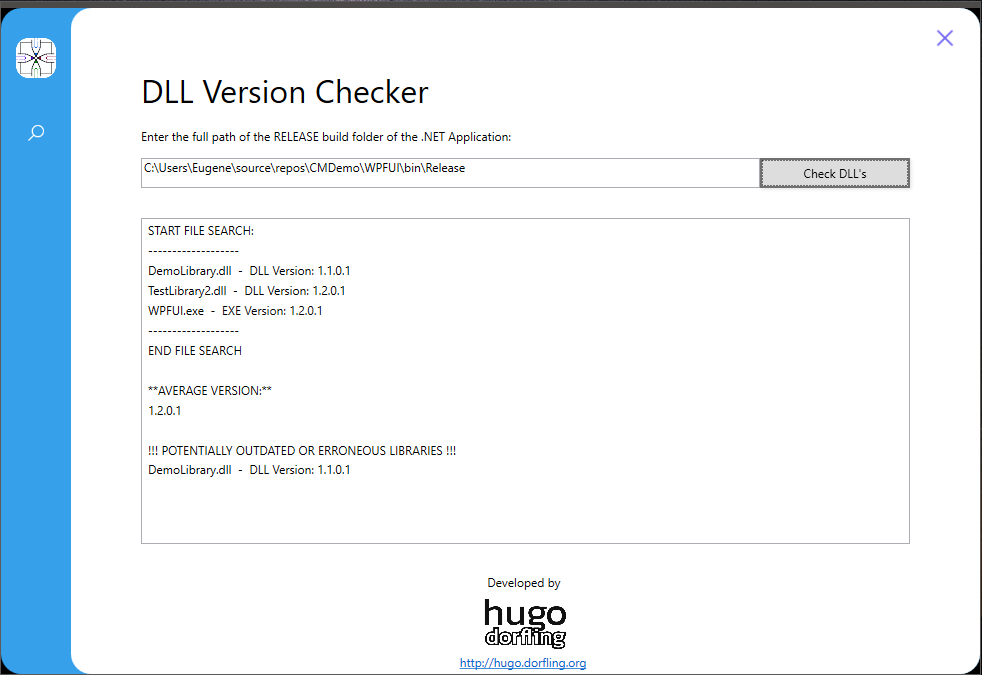 DLL Version Checker
Enter the full path of the RELEASE build folder of the .NET Application:
C:\Users\Eugene\source\repos\CMDemo\WPFUI\bin\Release
Check DLL's
START FILE SEARCH:
-------------------
DemoLibrary.dll  -  DLL Version: 1.1.0.1
TestLibrary2.dll  -  DLL Version: 1.2.0.1
WPFUI.exe  -  EXE Version: 1.2.0.1
-------------------
END FILE SEARCH
**AVERAGE VERSION:**
1.2.0.1
!!! POTENTIALLY OUTDATED OR ERRONEOUS LIBRARIES !!!
DemoLibrary.dll  -  DLL Version: 1.1.0.1
Developed by
hugo
dorfling
http://hugo.dorfling.org